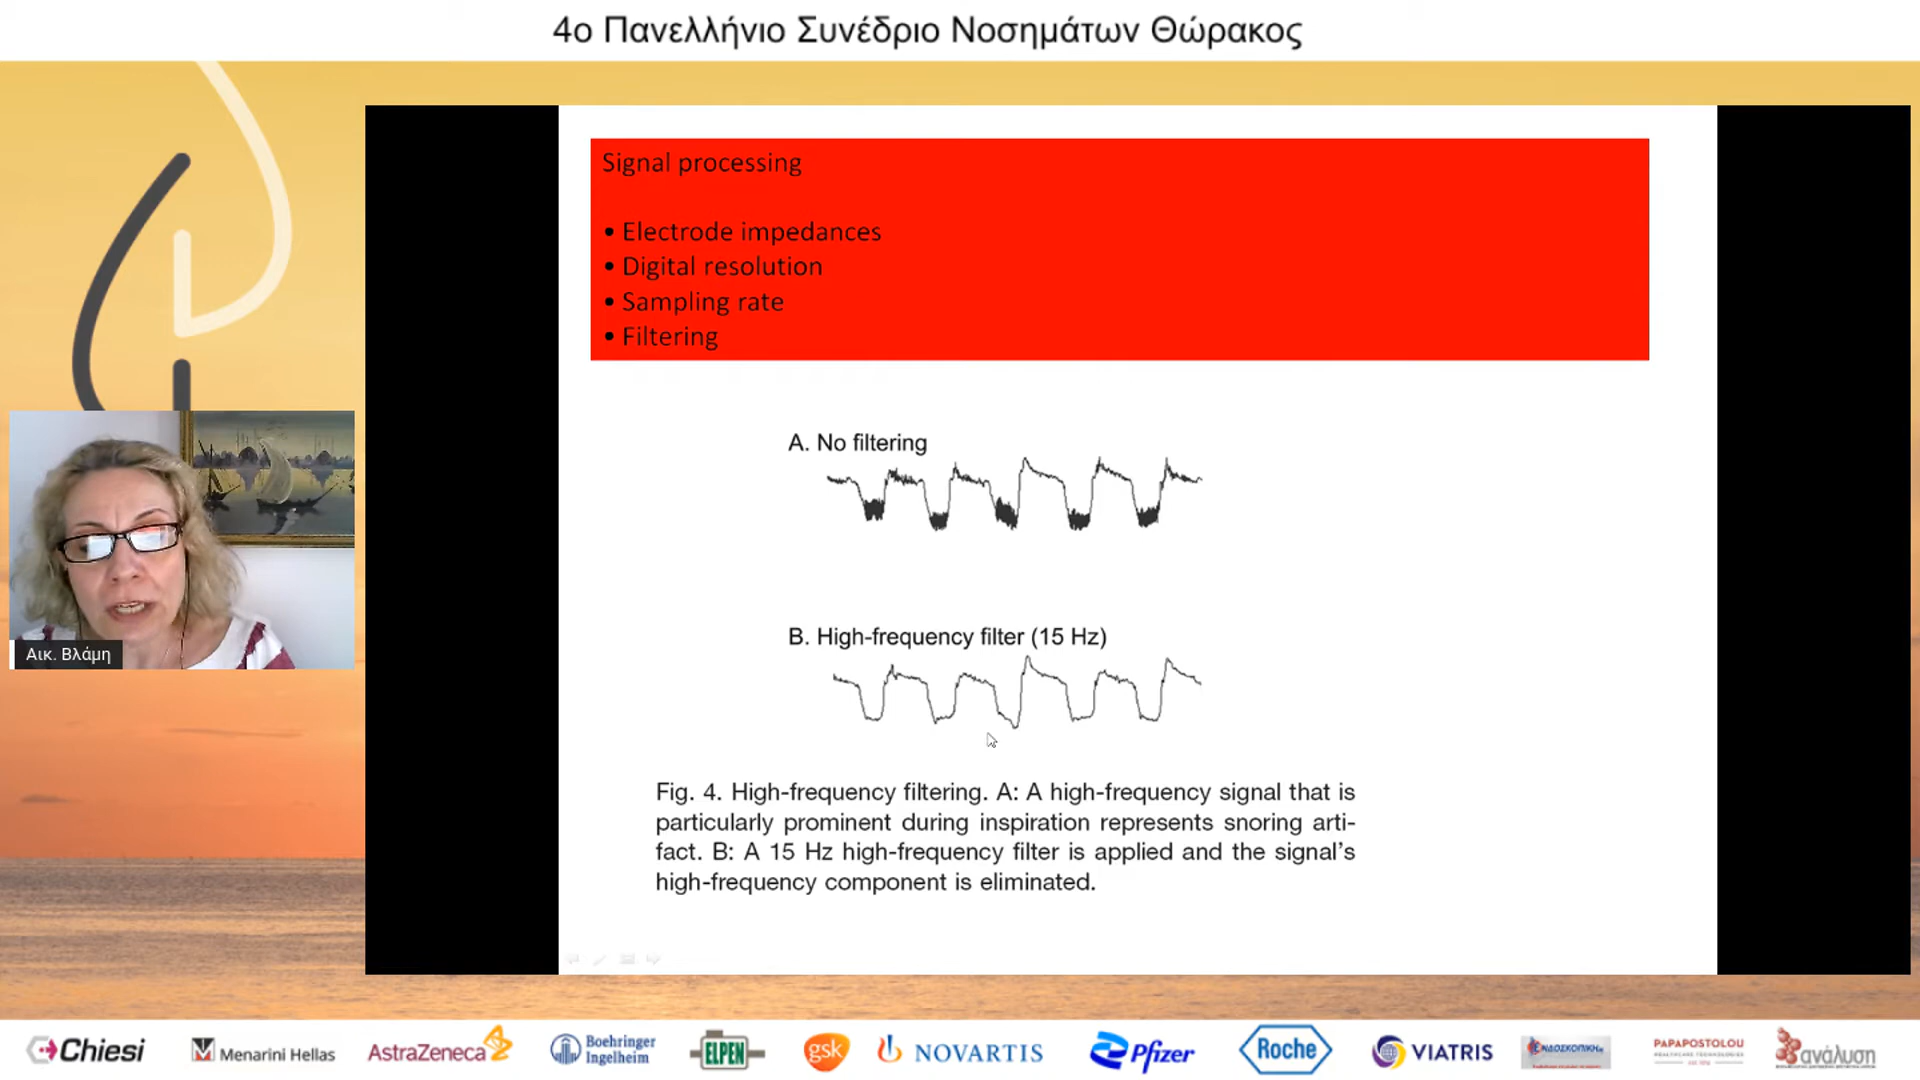 4ο Πανελλήνιο Συνέδριο Νοσημάτων Θώρακος
Signal processing
• Electrode impedances
• Digital resolution
• Sampling rate
• Filtering
A. No filtering
B. High-frequency filter (15 Hz)
Fig. 4. High-frequency filtering. A: A high-frequency signal that is
particularly prominent during inspiration represents snoring arti-
fact. B: A 15 Hz high-frequency filter is applied and the signal's
high-frequency component is eliminated.
Αικ. Βλάμη
Chiesi
Menarini Hellas
AstraZeneca
Boehringer
Ingelheim
ELPEN
gsk
NOVARTIS
Pfizer
Roche
VIATRIS
ΕΝΔΟΣΚΟΠΙΚΗ
PAPAPOSTOLOU
ανάλυση